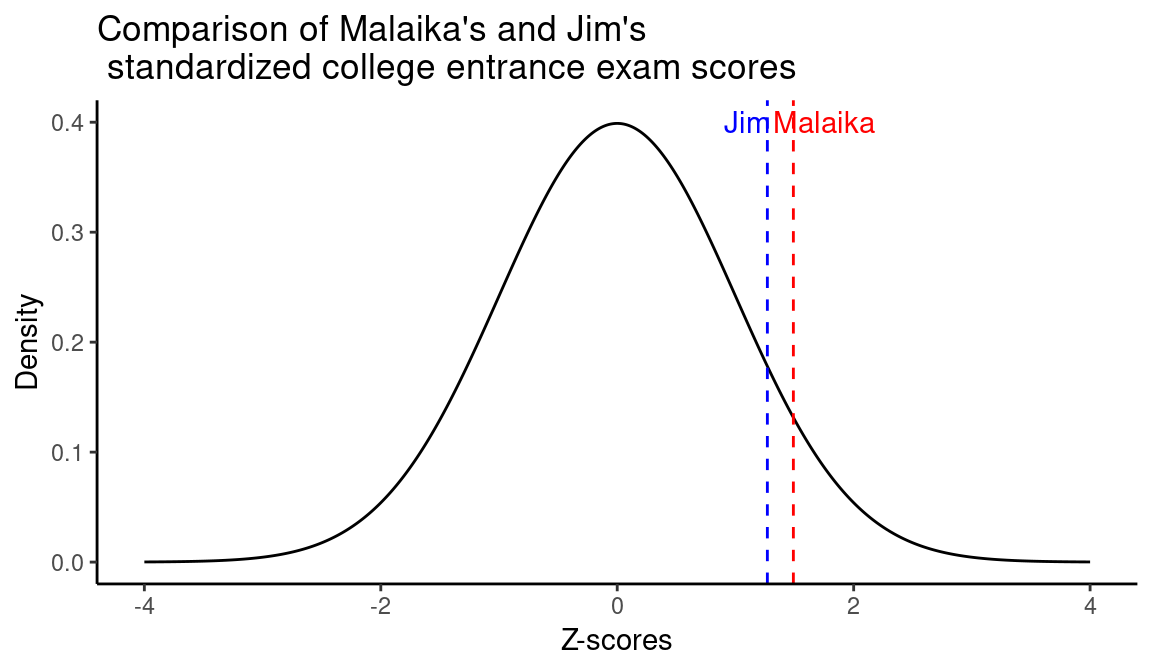 Comparison of Malaika's and Jim's
standardized college entrance exam scores
Jim Malaika
0.4
0.3
0.2
0.1
0.0
Density
-4 -2 0 2 4
Z-scores